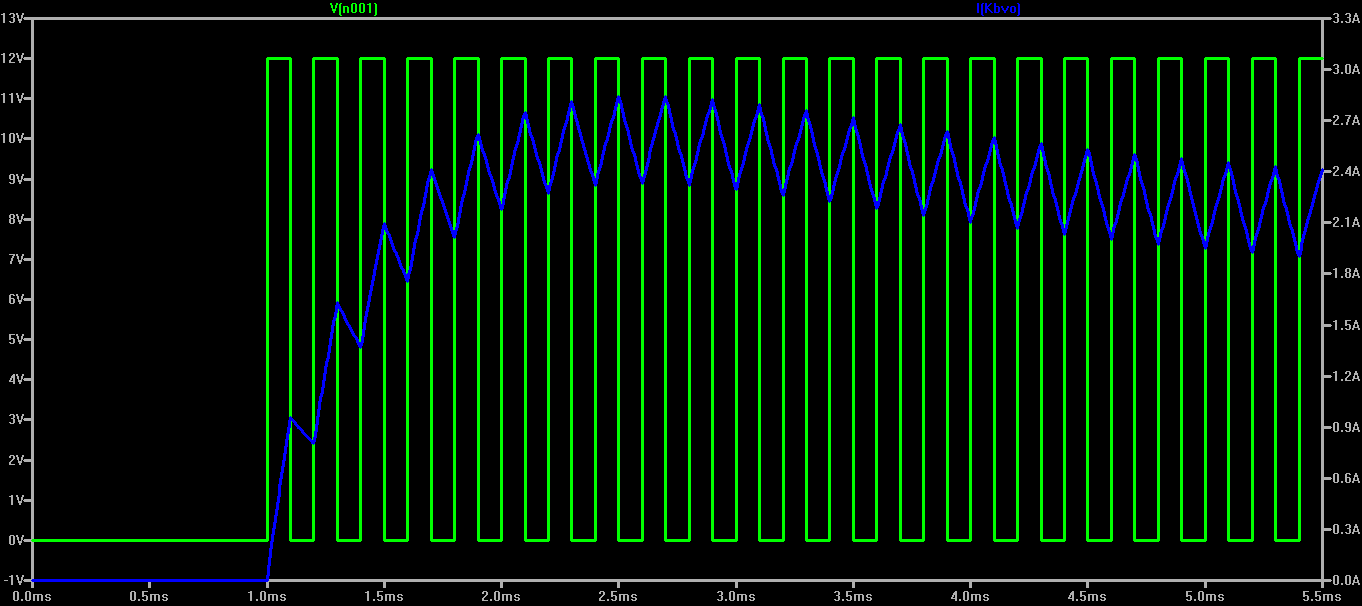 V(n001) I(Kbvo)
13V
12V
11V
10V
9V
8V
7V
6V
5V
4V
3V
2V
1V
0V
-1V
3.3A
3.0A
2.7A
2.4A
2.1A
1.8A
1.5A
1.2A
0.9A
0.6A
0.3A
0.0A
0.0ms 0.5ms 1.0ms 1.5ms 2.0ms 2.5ms 3.0ms 3.5ms 4.0ms 4.5ms 5.0ms 5.5ms